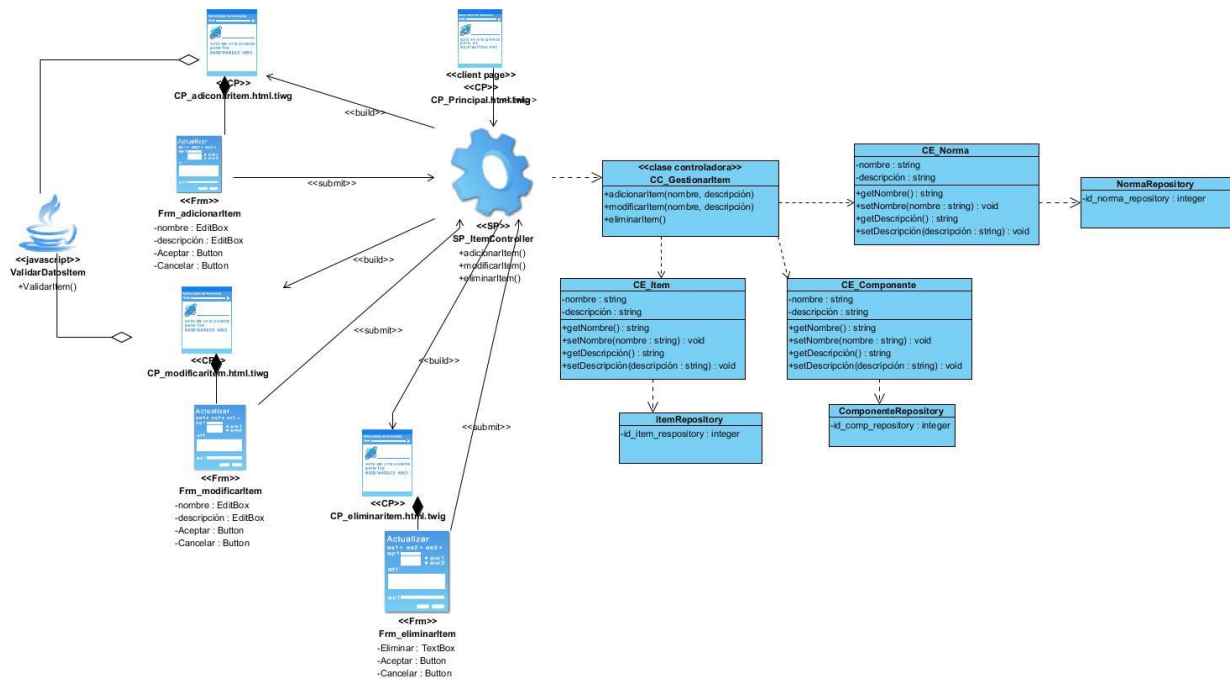 <<CP>>
CP_adiconaritem.html.tiwg
<<client page>>
<<CP>>
CP_Principal.html.twig
<<build>>
Actualizar
<<submit>>
<<Frm>>
Frm_adicionarItem
-nombre : EditBox
-descripción : EditBox
-Aceptar : Button
-Cancelar : Button
<<javascript>>
ValidarDatosItem
+ValidarItem()
<<SP>>
SP_ItemController
+adicionarItem()
+modificarItem()
+eliminarItem()
<<build>>
<<clase controladora>>
CC_GestionarItem
+adicionarItem(nombre, descripción)
+modificarItem(nombre, descripción)
+eliminarItem()
CE_Norma
-nombre : string
-descripción : string
+getNombre() : string
+setNombre(nombre : string) : void
+getDescripción() : string
+setDescripción(descripción : string) : void
NormaRepository
-id_norma_repository : integer
CE_Item
-nombre : string
-descripción : string
+getNombre() : string
+setNombre(nombre : string) : void
+getDescripción() : string
+setDescripción(descripción : string) : void
CE_Componente
-nombre : string
-descripción : string
+getNombre() : string
+setNombre(nombre : string) : void
+getDescripción() : string
+setDescripción(descripción : string) : void
itemRepository
-id_item_respository : integer
ComponenteRepository
-id_comp_repository : integer
<<CP>>
CP_modificaritem.html.tiwg
<<submit>>
<<build>>
<<submit>>
Actualizar
<<Frm>>
Frm_modificarItem
-nombre : EditBox
-descripción : EditBox
-Aceptar : Button
-Cancelar : Button
<<CP>>
CP_eliminaritem.html.twig
Actualizar
<<Frm>>
Frm_eliminarItem
-Eliminar : TextBox
-Aceptar : Button
-Cancelar : Button